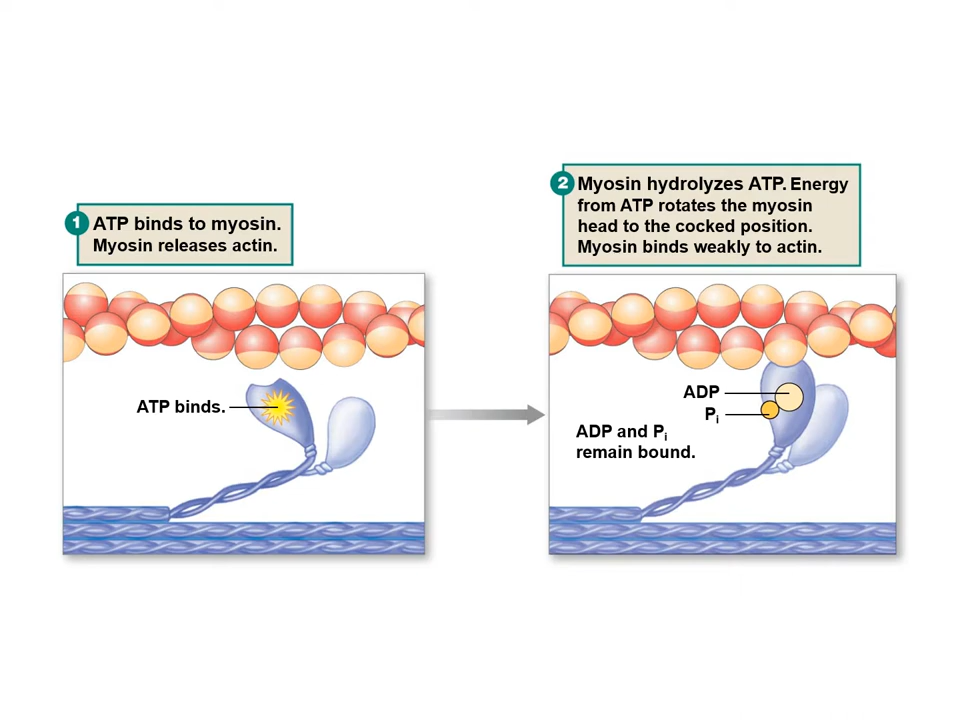 1 ATP binds to myosin.
Myosin releases actin.
ATP binds.
2 Myosin hydrolyzes ATP. Energy
from ATP rotates the myosin
head to the cocked position.
Myosin binds weakly to actin.
ADP
Pi
ADP and Pi
remain bound.